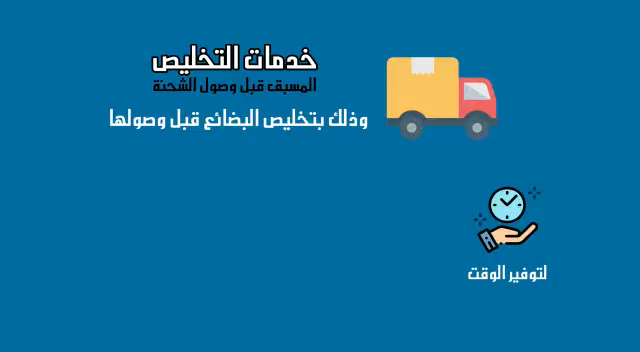 خدمات التخليص
المسبق قبل وصول الشحنة
وذلك بتخليص البضائع قبل وصولها
لتوفير الوقت